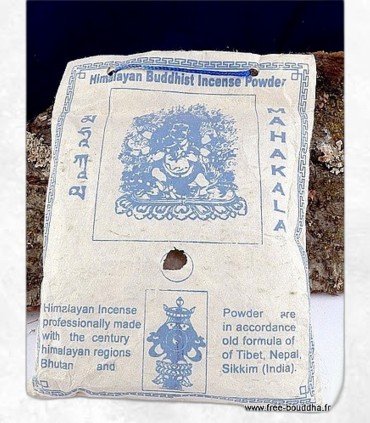 Himalayan Buddhist Incense Powder
མ་ཧཱ་ཀཱ་ལ
MAHAKALA
Himalayan Incense Powder are
professionally made in accordance
with the century old formula of
himalayan regions of Tibet, Nepal,
Bhutan and Sikkim (India).
www.free-bouddha.fr